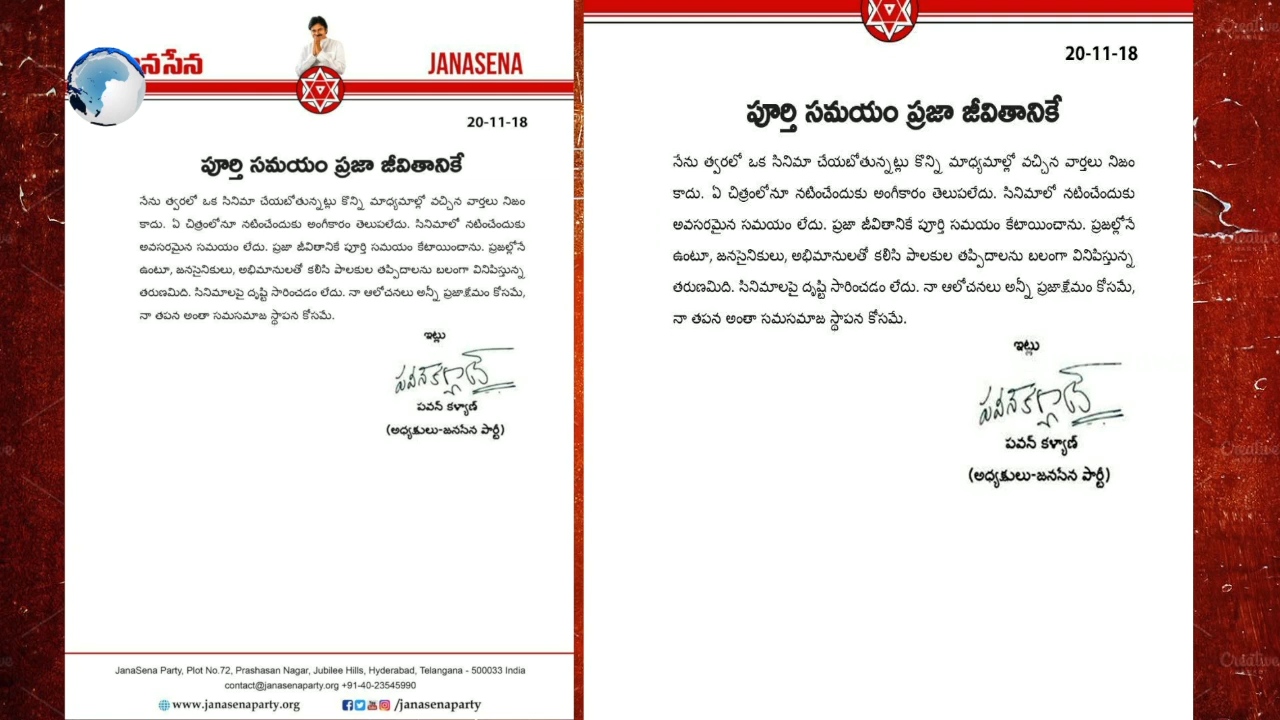 నసేన
JANASENA
20-11-18
పూర్తి సమయం ప్రజా జీవితానికే
నేను త్వరలో ఒక సినిమా చేయబోతున్నట్లు కొన్ని మాధ్యమాల్లో వచ్చిన వార్తలు నిజం
కాదు. ఏ చిత్రంలోనూ నటించేందుకు అంగీకారం తెలుపలేదు. సినిమాలో నటించేందుకు
అవసరమైన సమయం లేదు. ప్రజా జీవితానికే పూర్తి సమయం కేటాయించాను. ప్రజల్లోనే
ఉంటూ, జనసైనికులు, అభిమానులతో కలిసి పాలకుల తప్పిదాలను బలంగా వినిపిస్తున్న
తరుణమిది. సినిమాలపై దృష్టి సారించడం లేదు. నా ఆలోచనలు అన్నీ ప్రజాక్షేమం కోసమే,
నా తపన అంతా సమసమాజ స్థాపన కోసమే.
ఇట్లు
పవన్ కళ్యాణ్
పవన్ కళ్యాణ్
(అధ్యక్షులు-జనసేన పార్టీ)
JanaSena Party, Plot No.72, Prashasan Nagar, Jubilee Hills, Hyderabad, Telangana - 500033 India
contact@janasenaparty.org +91-40-23545990
www.janasenaparty.org /janasenaparty
20-11-18
పూర్తి సమయం ప్రజా జీవితానికే
నేను త్వరలో ఒక సినిమా చేయబోతున్నట్లు కొన్ని మాధ్యమాల్లో వచ్చిన వార్తలు నిజం
కాదు. ఏ చిత్రంలోనూ నటించేందుకు అంగీకారం తెలుపలేదు. సినిమాలో నటించేందుకు
అవసరమైన సమయం లేదు. ప్రజా జీవితానికే పూర్తి సమయం కేటాయించాను. ప్రజల్లోనే
ఉంటూ, జనసైనికులు, అభిమానులతో కలిసి పాలకుల తప్పిదాలను బలంగా వినిపిస్తున్న
తరుణమిది. సినిమాలపై దృష్టి సారించడం లేదు. నా ఆలోచనలు అన్నీ ప్రజాక్షేమం కోసమే,
నా తపన అంతా సమసమాజ స్థాపన కోసమే.
ఇట్లు
పవన్ కళ్యాణ్
పవన్ కళ్యాణ్
(అధ్యక్షులు-జనసేన పార్టీ)
Creative
Creative
Creative
Creative